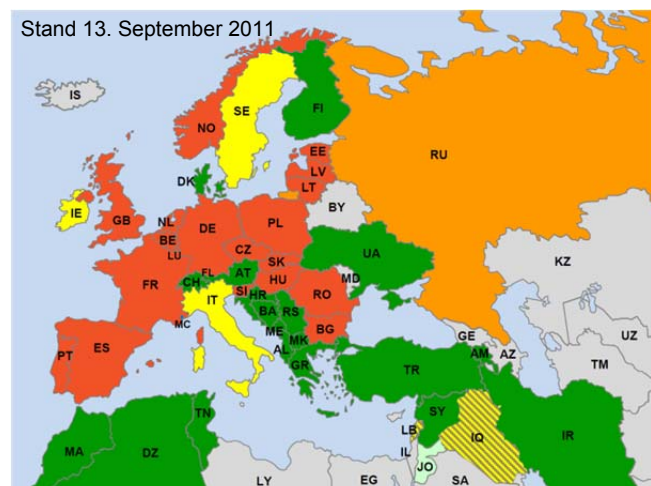 Stand 13. September 2011
IS
SE
FI
NO
RU
EE
LV
DK
LT
IE
BY
GB
NL
DE
PL
BE
LU
CZ
UA
KZ
SK
FL
AT
HU
MD
CH
FR
SI
HR
RO
IT
BA
RS
MC
ME
BG
GE
UZ
PT
ES
AL
MK
AM
AZ
GR
TR
TM
TN
SY
LB
IQ
IR
MA
DZ
IL
JO
LY
EG
SA